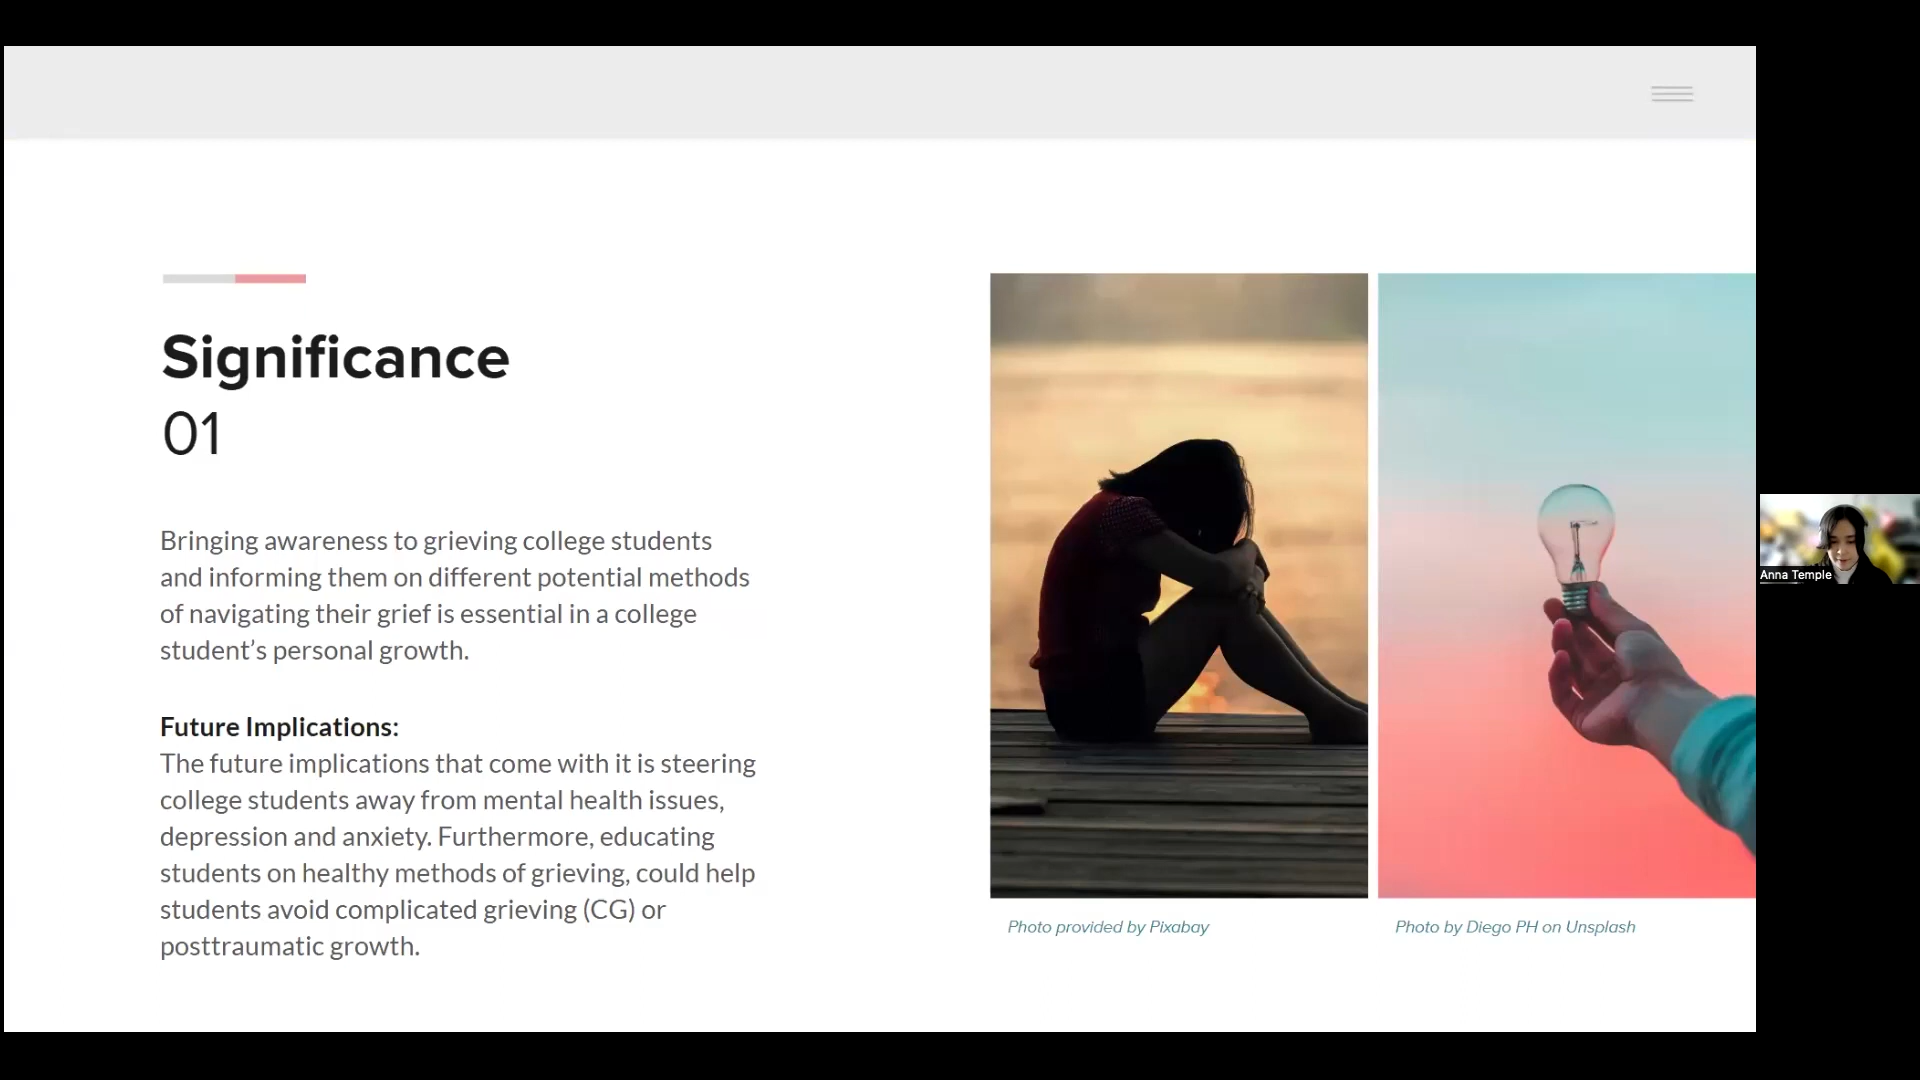 Significance
01
Bringing awareness to grieving college students
and informing them on different potential methods
of navigating their grief is essential in a college
student’s personal growth.
Future Implications:
The future implications that come with it is steering
college students away from mental health issues,
depression and anxiety. Furthermore, educating
students on healthy methods of grieving, could help
students avoid complicated grieving (CG) or
posttraumatic growth.
Photo provided by Pixabay
Photo by Diego PH on Unsplash
Anna Temple